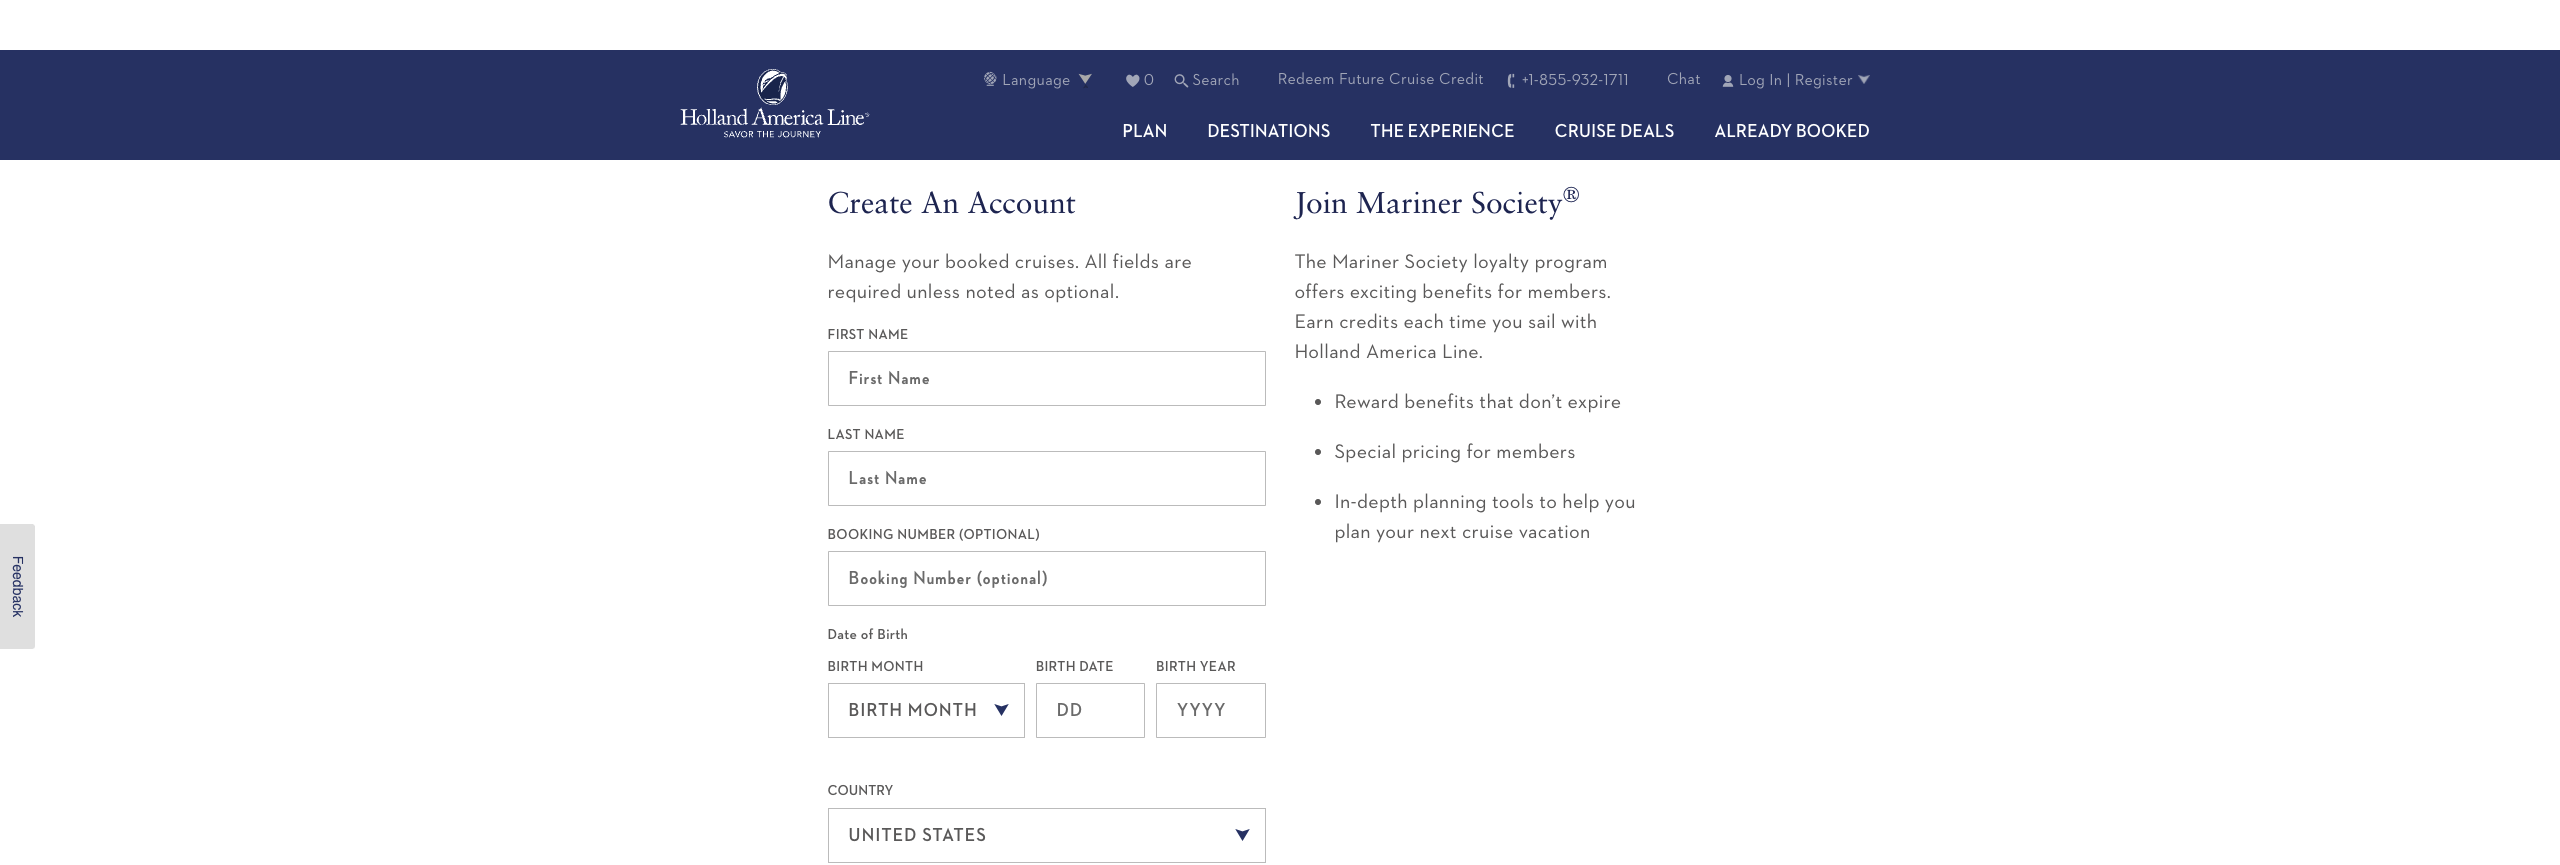 Language
0
Search
Redeem Future Cruise Credit
+1-855-932-1711
Chat
Log In | Register
Holland America Line®
SAVOR THE JOURNEY
PLAN
DESTINATIONS
THE EXPERIENCE
CRUISE DEALS
ALREADY BOOKED
Create An Account
Manage your booked cruises. All fields are
required unless noted as optional.
FIRST NAME
First Name
LAST NAME
Last Name
BOOKING NUMBER (OPTIONAL)
Booking Number (optional)
Date of Birth
BIRTH MONTH
BIRTH DATE
BIRTH YEAR
BIRTH MONTH
DD
YYYY
COUNTRY
UNITED STATES
Join Mariner Society®
The Mariner Society loyalty program
offers exciting benefits for members.
Earn credits each time you sail with
Holland America Line.
• Reward benefits that don’t expire
• Special pricing for members
• In-depth planning tools to help you
plan your next cruise vacation
Feedback